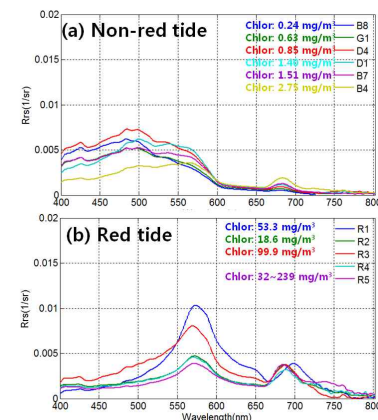 (a) Non-red tide
Chlor: 0.24 mg/m³ B8
Chlor: 0.63 mg/m³ G1
Chlor: 0.85 mg/m³ D4
Chlor: 1.40 mg/m³ D1
Chlor: 1.51 mg/m³ B7
Chlor: 2.75 mg/m³ B4
0.02
0.015
0.01
0.005
0
Rrs(1/sr)
400 450 500 550 600 650 700 750 800
(b) Red tide
Chlor: 53.3 mg/m³ R1
Chlor: 18.6 mg/m³ R2
Chlor: 99.9 mg/m³ R3
R4
Chlor: 32~239 mg/m³ R5
0.02
0.015
0.01
0.005
0
Rrs(1/sr)
400 450 500 550 600 650 700 750 800
Wavelength(nm)